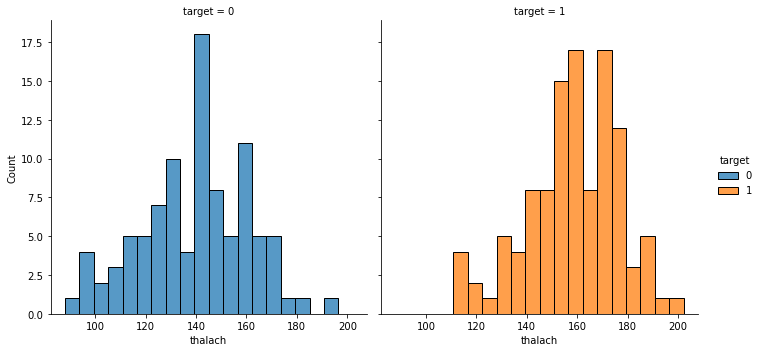 target = 0
target = 1
17.5
15.0
12.5
10.0
7.5
5.0
2.5
0.0
Count
100 120 140 160 180 200
thalach
100 120 140 160 180 200
thalach
target
0
1